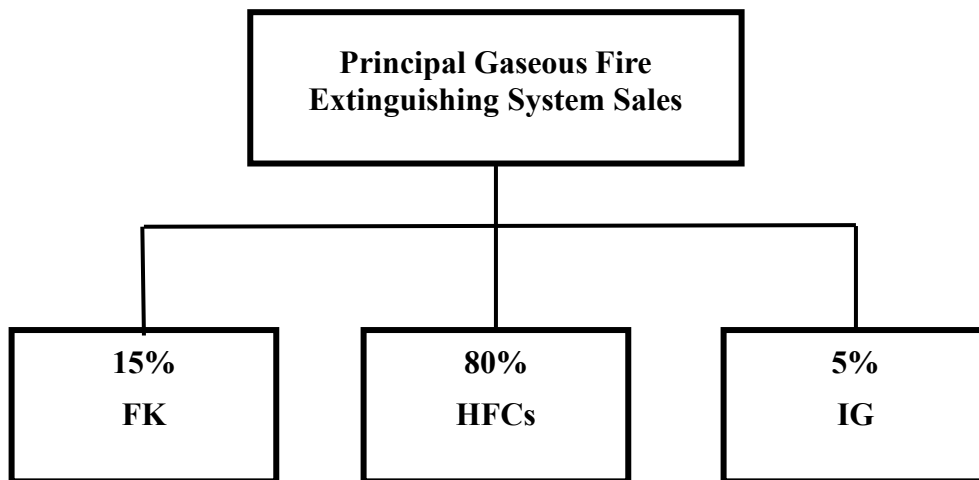 Principal Gaseous Fire
Extinguishing System Sales
15%
FK
80%
HFCs
5%
IG